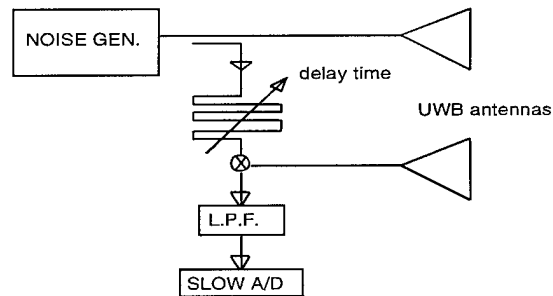 NOISE GEN.
delay time
UWB antennas
L.P.F.
SLOW A/D